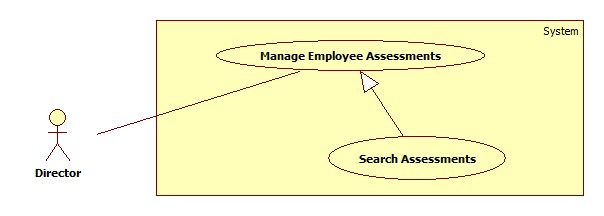 System
Manage Employee Assessments
Search Assessments
Director